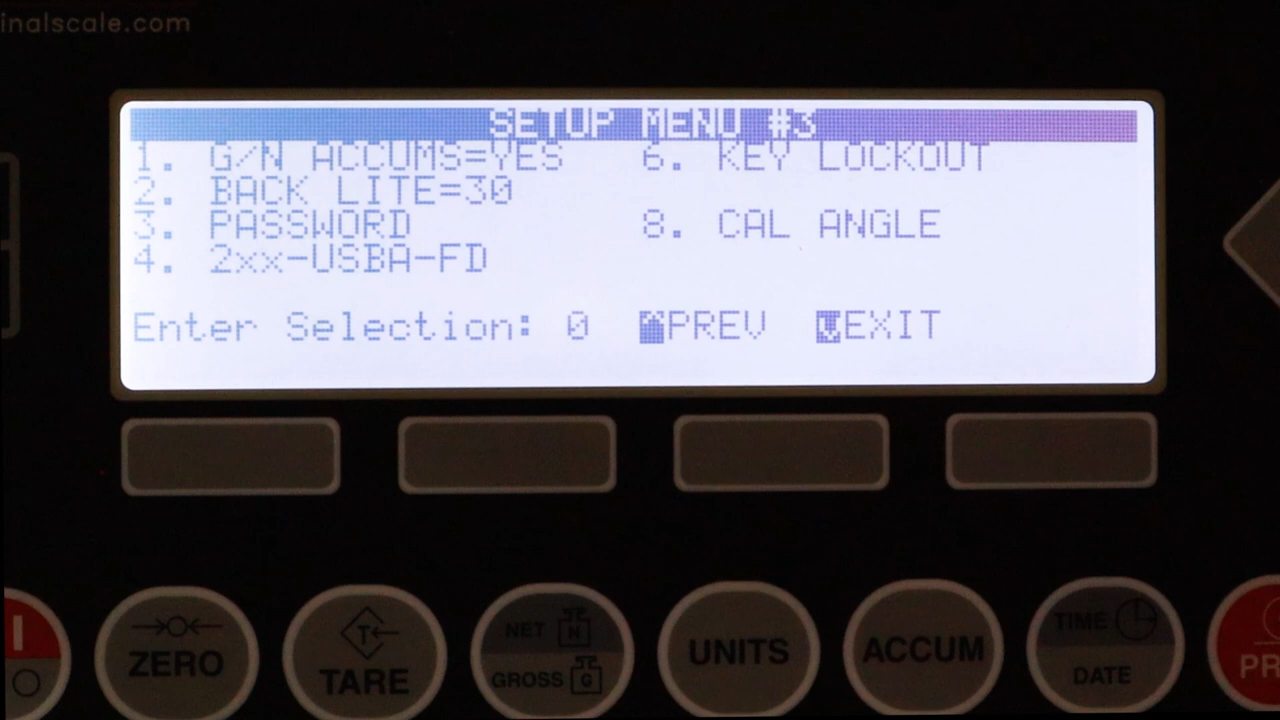 inalscale.com
SETUP MENU #3
1. G/N ACCUMS=YES 6. KEY LOCKOUT
2. BACK LITE=30
3. PASSWORD 8. CAL ANGLE
4. 2xx-USBA-FD
Enter Selection: 0 PREV EXIT
ZERO
T
TARE
NET N
GROSS G
UNITS
ACCUM
TIME
DATE
PR